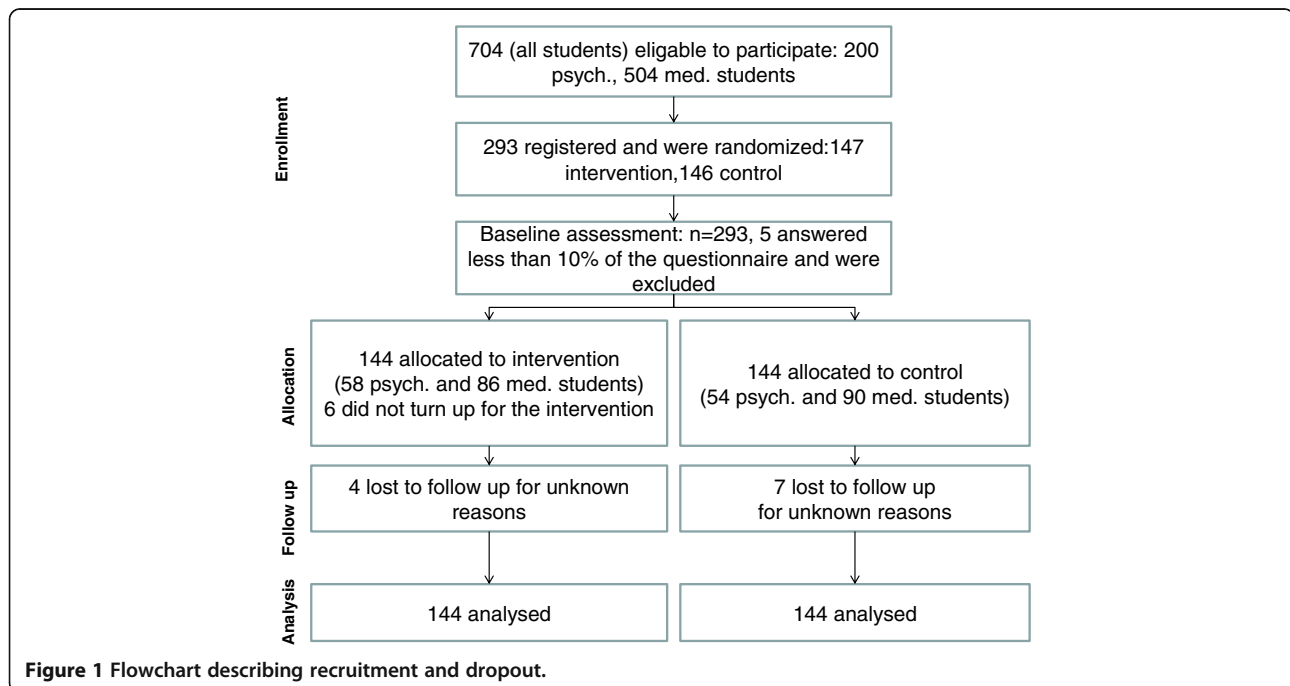 704 (all students) eligable to participate: 200
psych., 504 med. students
Enrollment
293 registered and were randomized:147
intervention,146 control
Baseline assessment: n=293, 5 answered
less than 10% of the questionnaire and were
excluded
Allocation
144 allocated to intervention
(58 psych. and 86 med. students)
6 did not turn up for the intervention
144 allocated to control
(54 psych. and 90 med. students)
Follow up
4 lost to follow up for unknown
reasons
7 lost to follow up
for unknown reasons
Analysis
144 analysed
144 analysed
Figure 1 Flowchart describing recruitment and dropout.